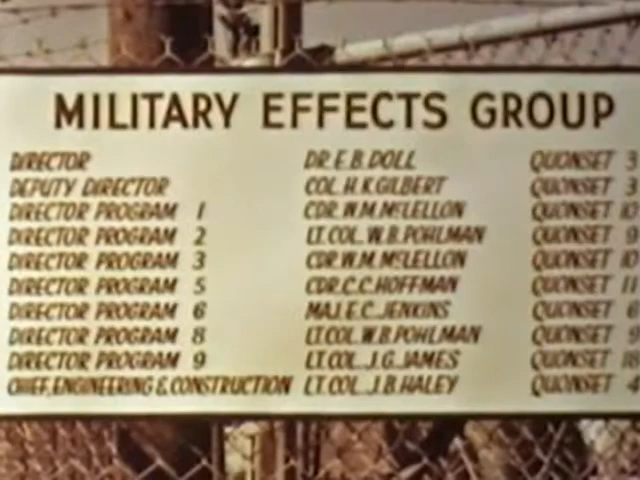 MILITARY EFFECTS GROUP
DIRECTOR DR. E. B. DOLL QUONSET 3
DEPUTY DIRECTOR COL. H. K. GILBERT QUONSET 3
DIRECTOR PROGRAM 1 CDR. W. M. McLELLON QUONSET 10
DIRECTOR PROGRAM 2 LT. COL. W. B. POHLMAN QUONSET 9
DIRECTOR PROGRAM 3 CDR. W. M. McLELLON QUONSET 10
DIRECTOR PROGRAM 5 CDR. C. C. HOFFMAN QUONSET 11
DIRECTOR PROGRAM 6 MAJ. E. C. JENKINS QUONSET 6
DIRECTOR PROGRAM 8 LT. COL. W. B. POHLMAN QUONSET 9
DIRECTOR PROGRAM 9 LT. COL. J. G. JAMES QUONSET
CHIEF, ENGINEERING & CONSTRUCTION LT. COL. J. B. HALEY QUONSET 4